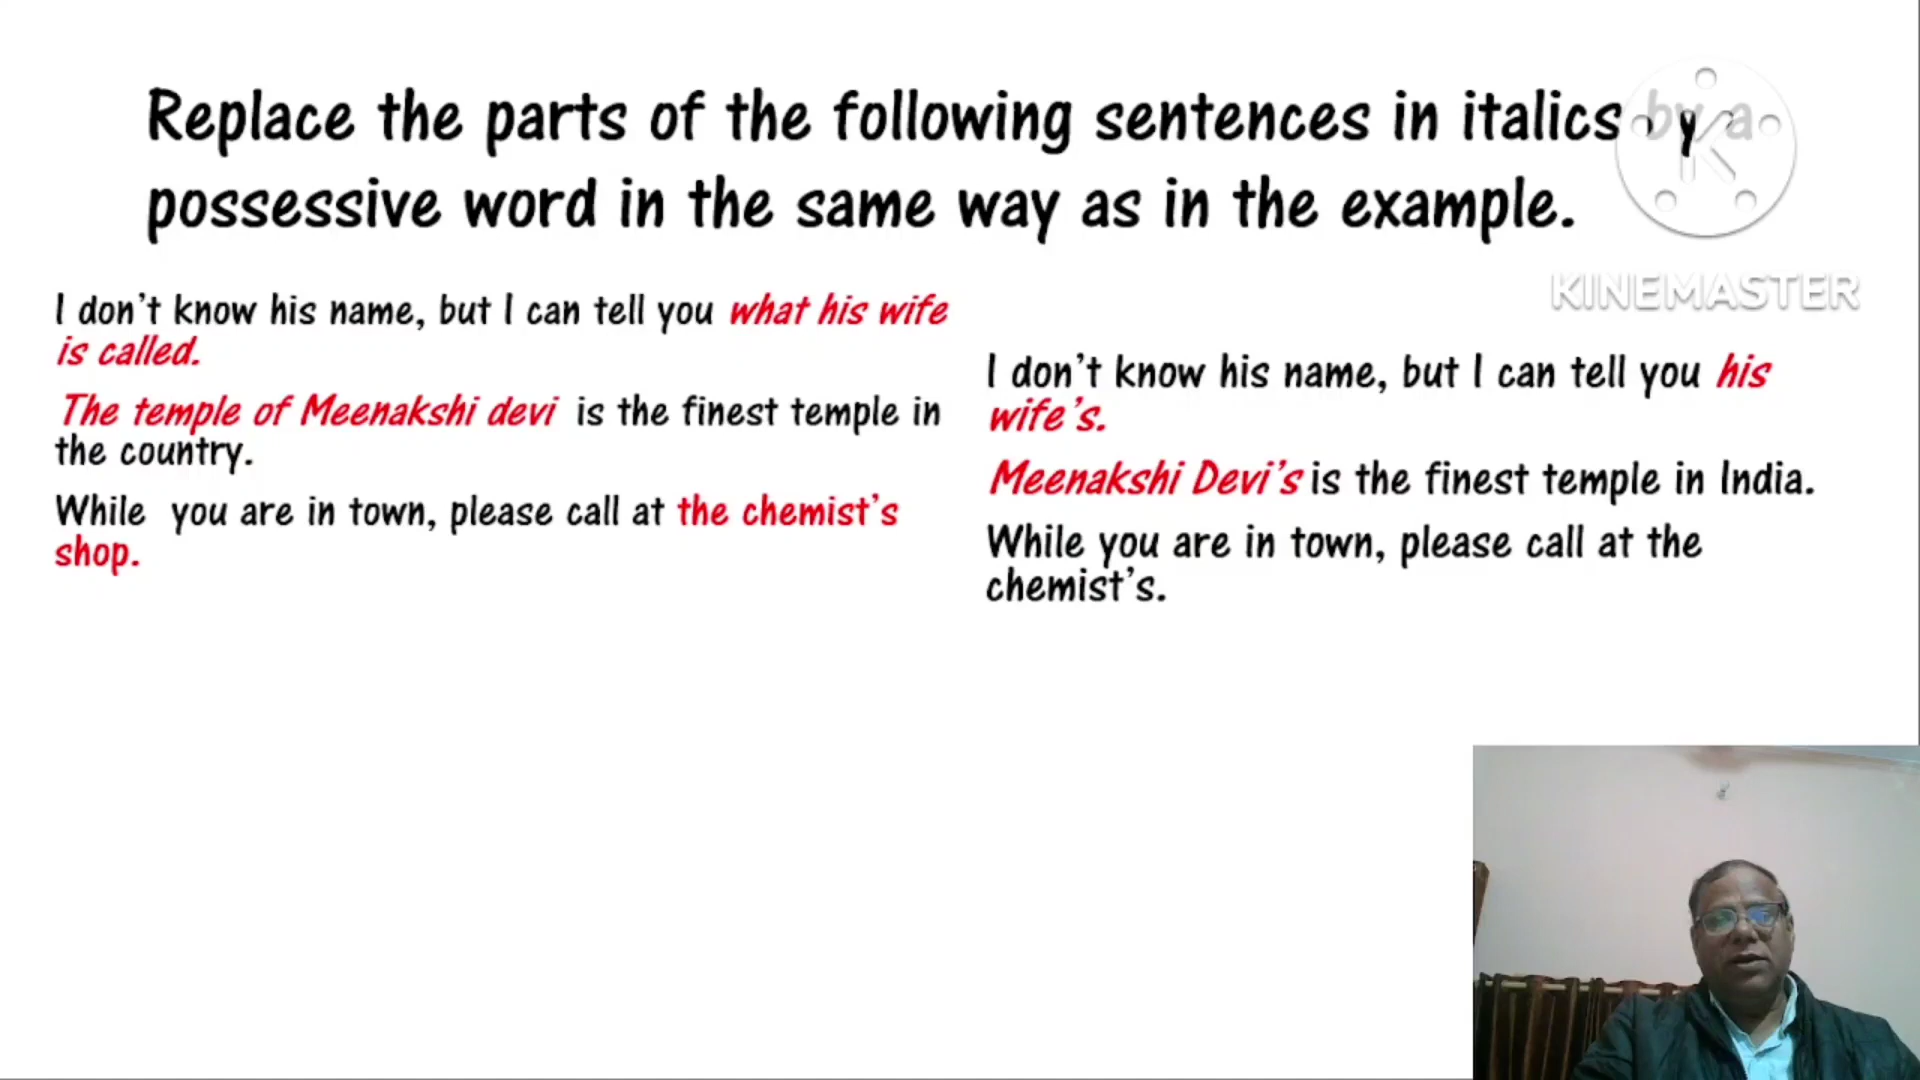 Replace the parts of the following sentences in italics by a
possessive word in the same way as in the example.
KINEMASTER
I don't know his name, but I can tell you what his wife
is called.
The temple of Meenakshi devi is the finest temple in
the country.
While you are in town, please call at the chemist's
shop.
I don't know his name, but I can tell you his
wife's.
Meenakshi Devi's is the finest temple in India.
While you are in town, please call at the
chemist's.